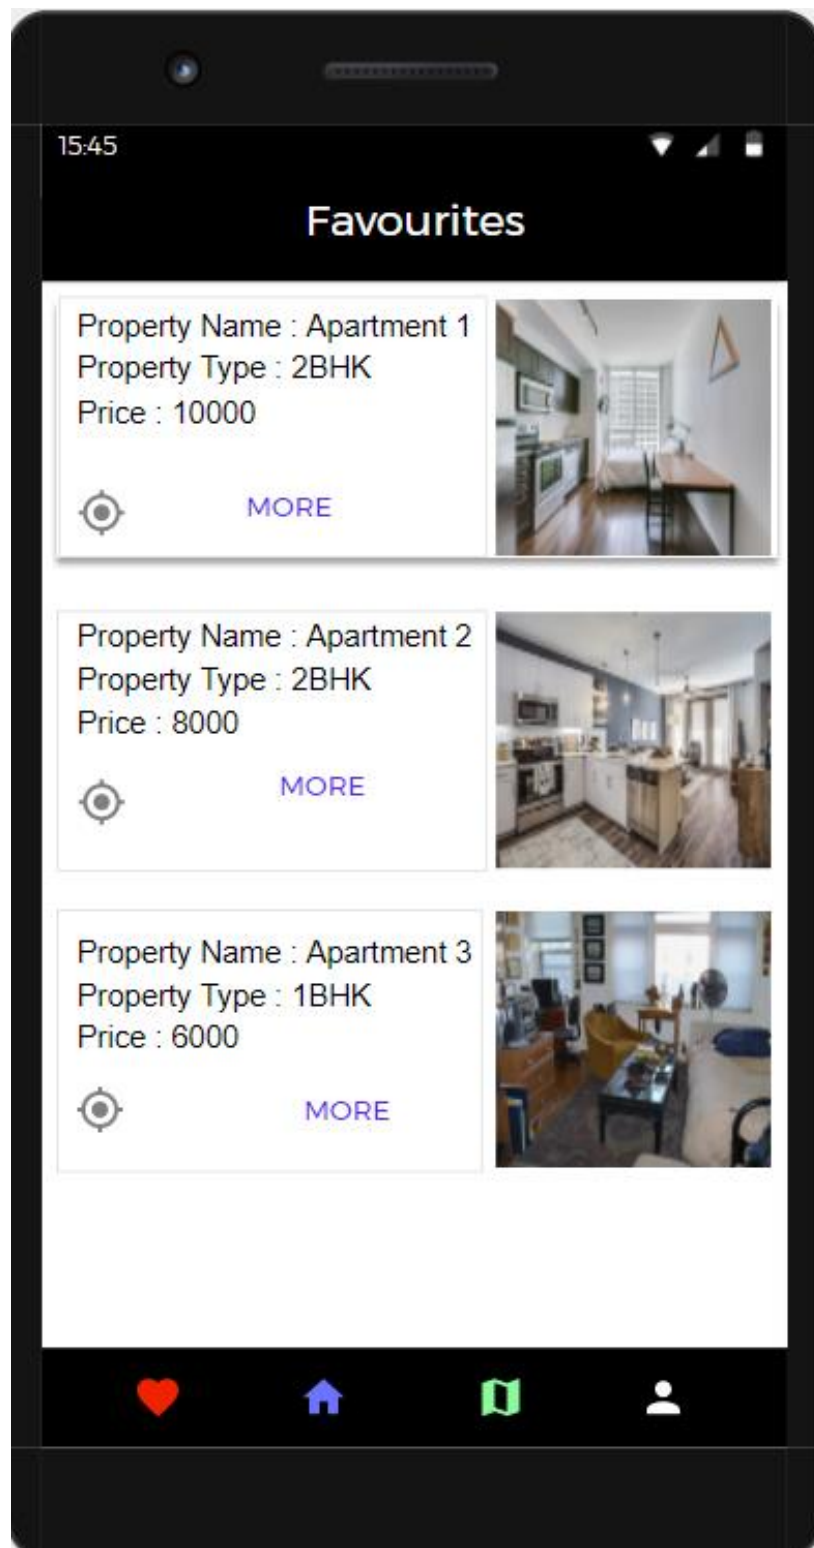 15:45
Favourites
Property Name : Apartment 1
Property Type : 2BHK
Price : 10000
MORE
Property Name : Apartment 2
Property Type : 2BHK
Price : 8000
MORE
Property Name : Apartment 3
Property Type : 1BHK
Price : 6000
MORE